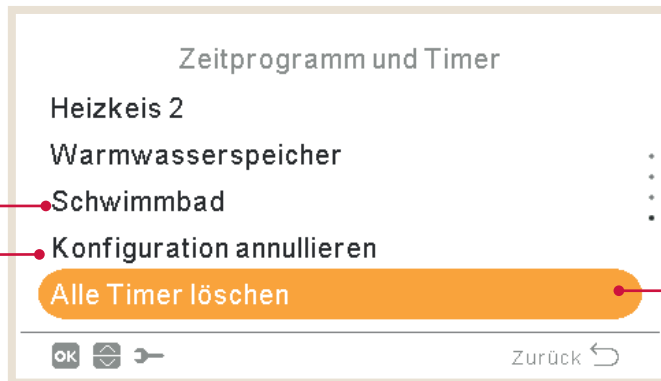 Zeitprogramm und Timer
Heizkeis 2
Warmwasserspeicher
Schwimmbad
Konfiguration annullieren
Alle Timer löschen
OK Zurück